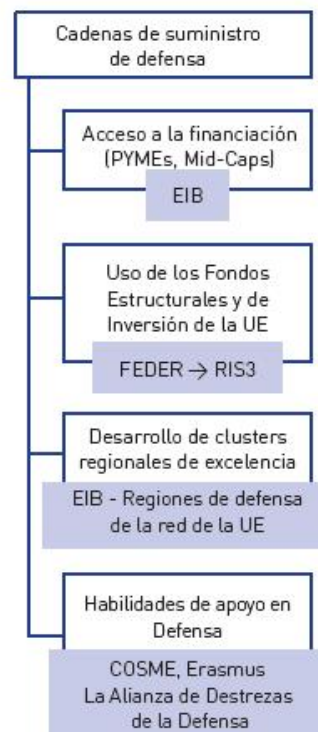 Cadenas de suministro
de defensa
Acceso a la financiación
(PYMEs, Mid-Caps)
EIB
Uso de los Fondos
Estructurales y de
Inversión de la UE
FEDER → RIS3
Desarrollo de clusters
regionales de excelencia
EIB - Regiones de defensa
de la red de la UE
Habilidades de apoyo en
Defensa
COSME, Erasmus
La Alianza de Destrezas
de la Defensa